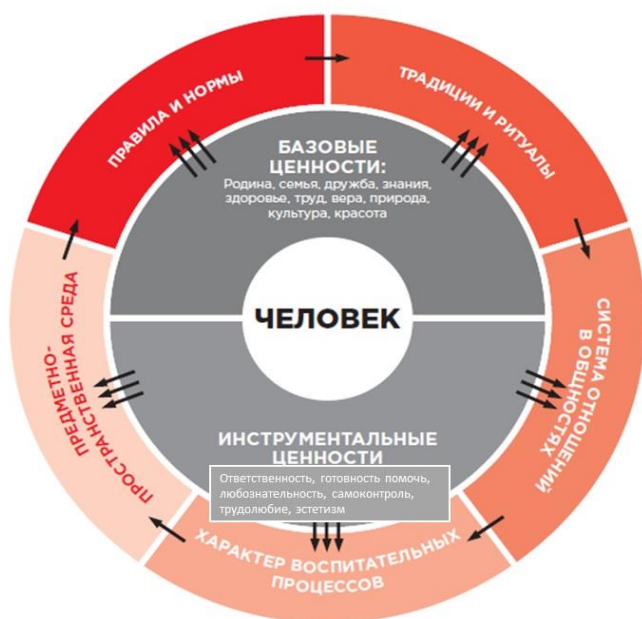 ПРАВИЛА И НОРМЫ
ТРАДИЦИИ И РИТУАЛЫ
БАЗОВЫЕ
ЦЕННОСТИ:
Родина, семья, дружба, знания,
здоровье, труд, вера, природа,
культура, красота
ЧЕЛОВЕК
ПРЕДМЕТНО-
ПРОСТРАНСТВЕННАЯ СРЕДА
СИСТЕМА ОТНОШЕНИЙ
В ОБЩНОСТЯХ
ИНСТРУМЕНТАЛЬНЫЕ
ЦЕННОСТИ
Ответственность, готовность помочь,
любознательность, самоконтроль,
трудолюбие, эстетизм
ХАРАКТЕР ВОСПИТАТЕЛЬНЫХ
ПРОЦЕССОВ